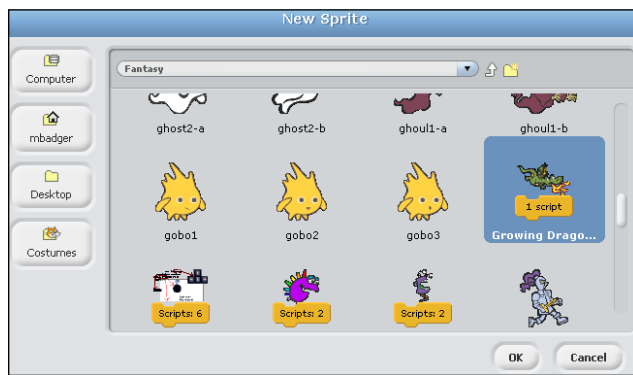 New Sprite
Computer
mbadger
Desktop
Costumes
Fantasy
ghost2-a ghost2-b ghoul1-a ghoul1-b
1 script
gobo1 gobo2 gobo3 Growing Drago...
Scripts: 6 Scripts: 2 Scripts: 2
OK Cancel